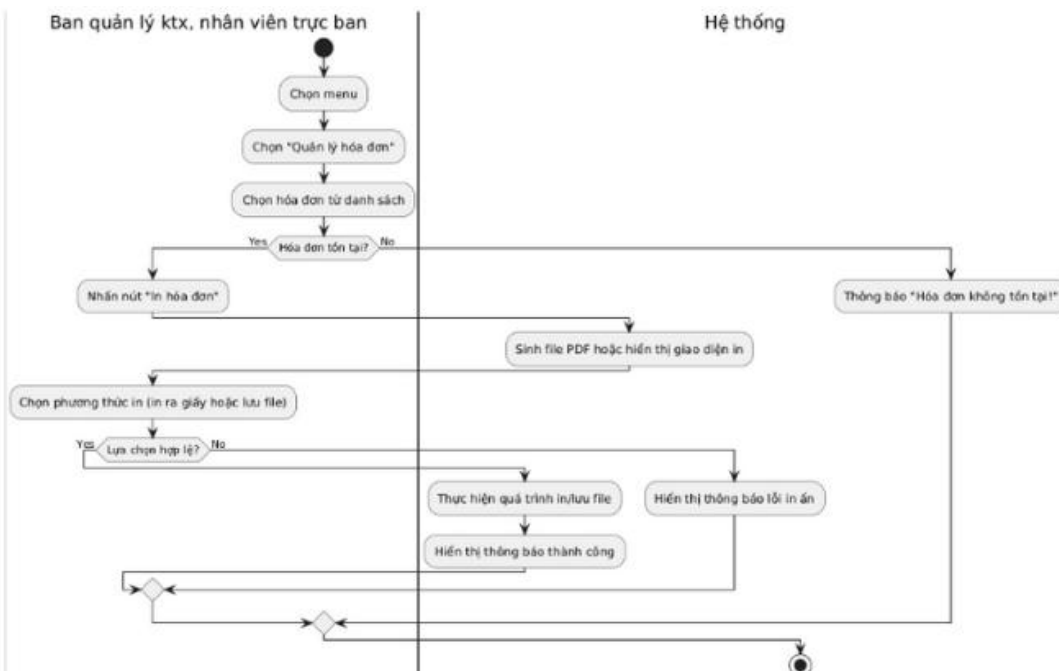 Ban quản lý ktx, nhân viên trực ban
Hệ thống
Chọn menu
Chọn "Quản lý hóa đơn"
Chọn hóa đơn từ danh sách
Yes
Hóa đơn tồn tại?
No
Nhấn nút "In hóa đơn"
Thông báo "Hóa đơn không tồn tại!"
Sinh file PDF hoặc hiển thị giao diện in
Chọn phương thức in (in ra giấy hoặc lưu file)
Yes
Lựa chọn hợp lệ?
No
Thực hiện quá trình in/lưu file
Hiển thị thông báo lỗi in ấn
Hiển thị thông báo thành công